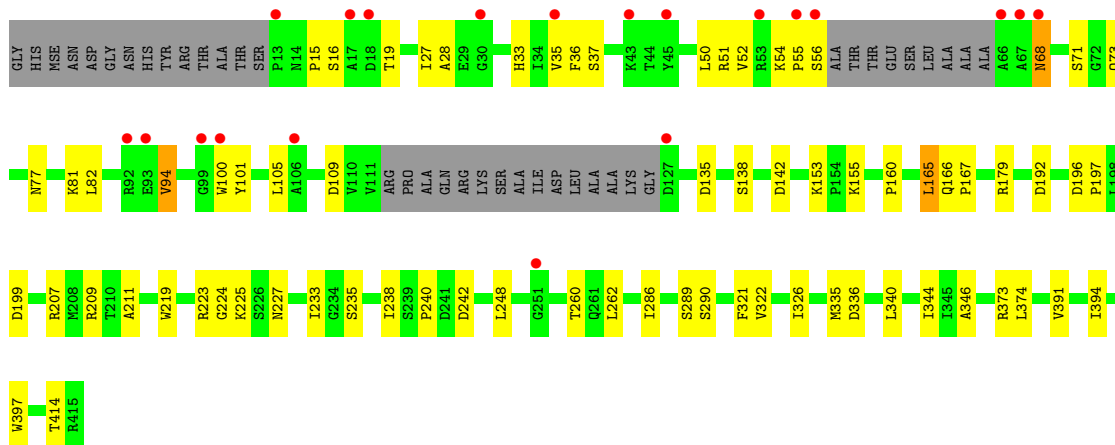 GLY HIS MSE ASN ASP GLY ASN HIS TYR ARG THR ALA THR SER P13 N14 P15 S16 A17 D18 T19 I27 A28 E29 G30 H33 I34 V35 F36 S37 K43 T44 Y45 L50 R51 V52 R53 K54 P55 S56 ALA THR THR GLU SER LEU ALA ALA ALA A66 A67 N68 S71 G72
N77 K81 L82 R92 E93 V94 G99 W100 Y101 L105 A106 D109 V110 V111 ARG PRO ALA GLN ARG LYS SER ALA ILE ASP LEU ALA ALA LYS GLY D127 D135 S138 D142 K153 P154 K155 P160 L165 Q166 P167 R179 D192 D196 P197
D199 R207 M208 R209 T210 A211 W219 R223 G224 K225 S226 N227 I233 G234 S235 I238 S239 P240 D241 D242 L248 G251 T260 Q261 L262 I286 S289 S290 F321 V322 I326 M335 D336 L340 I344 I345 A346 R373 L374 V391 I394
W397 T414 R415